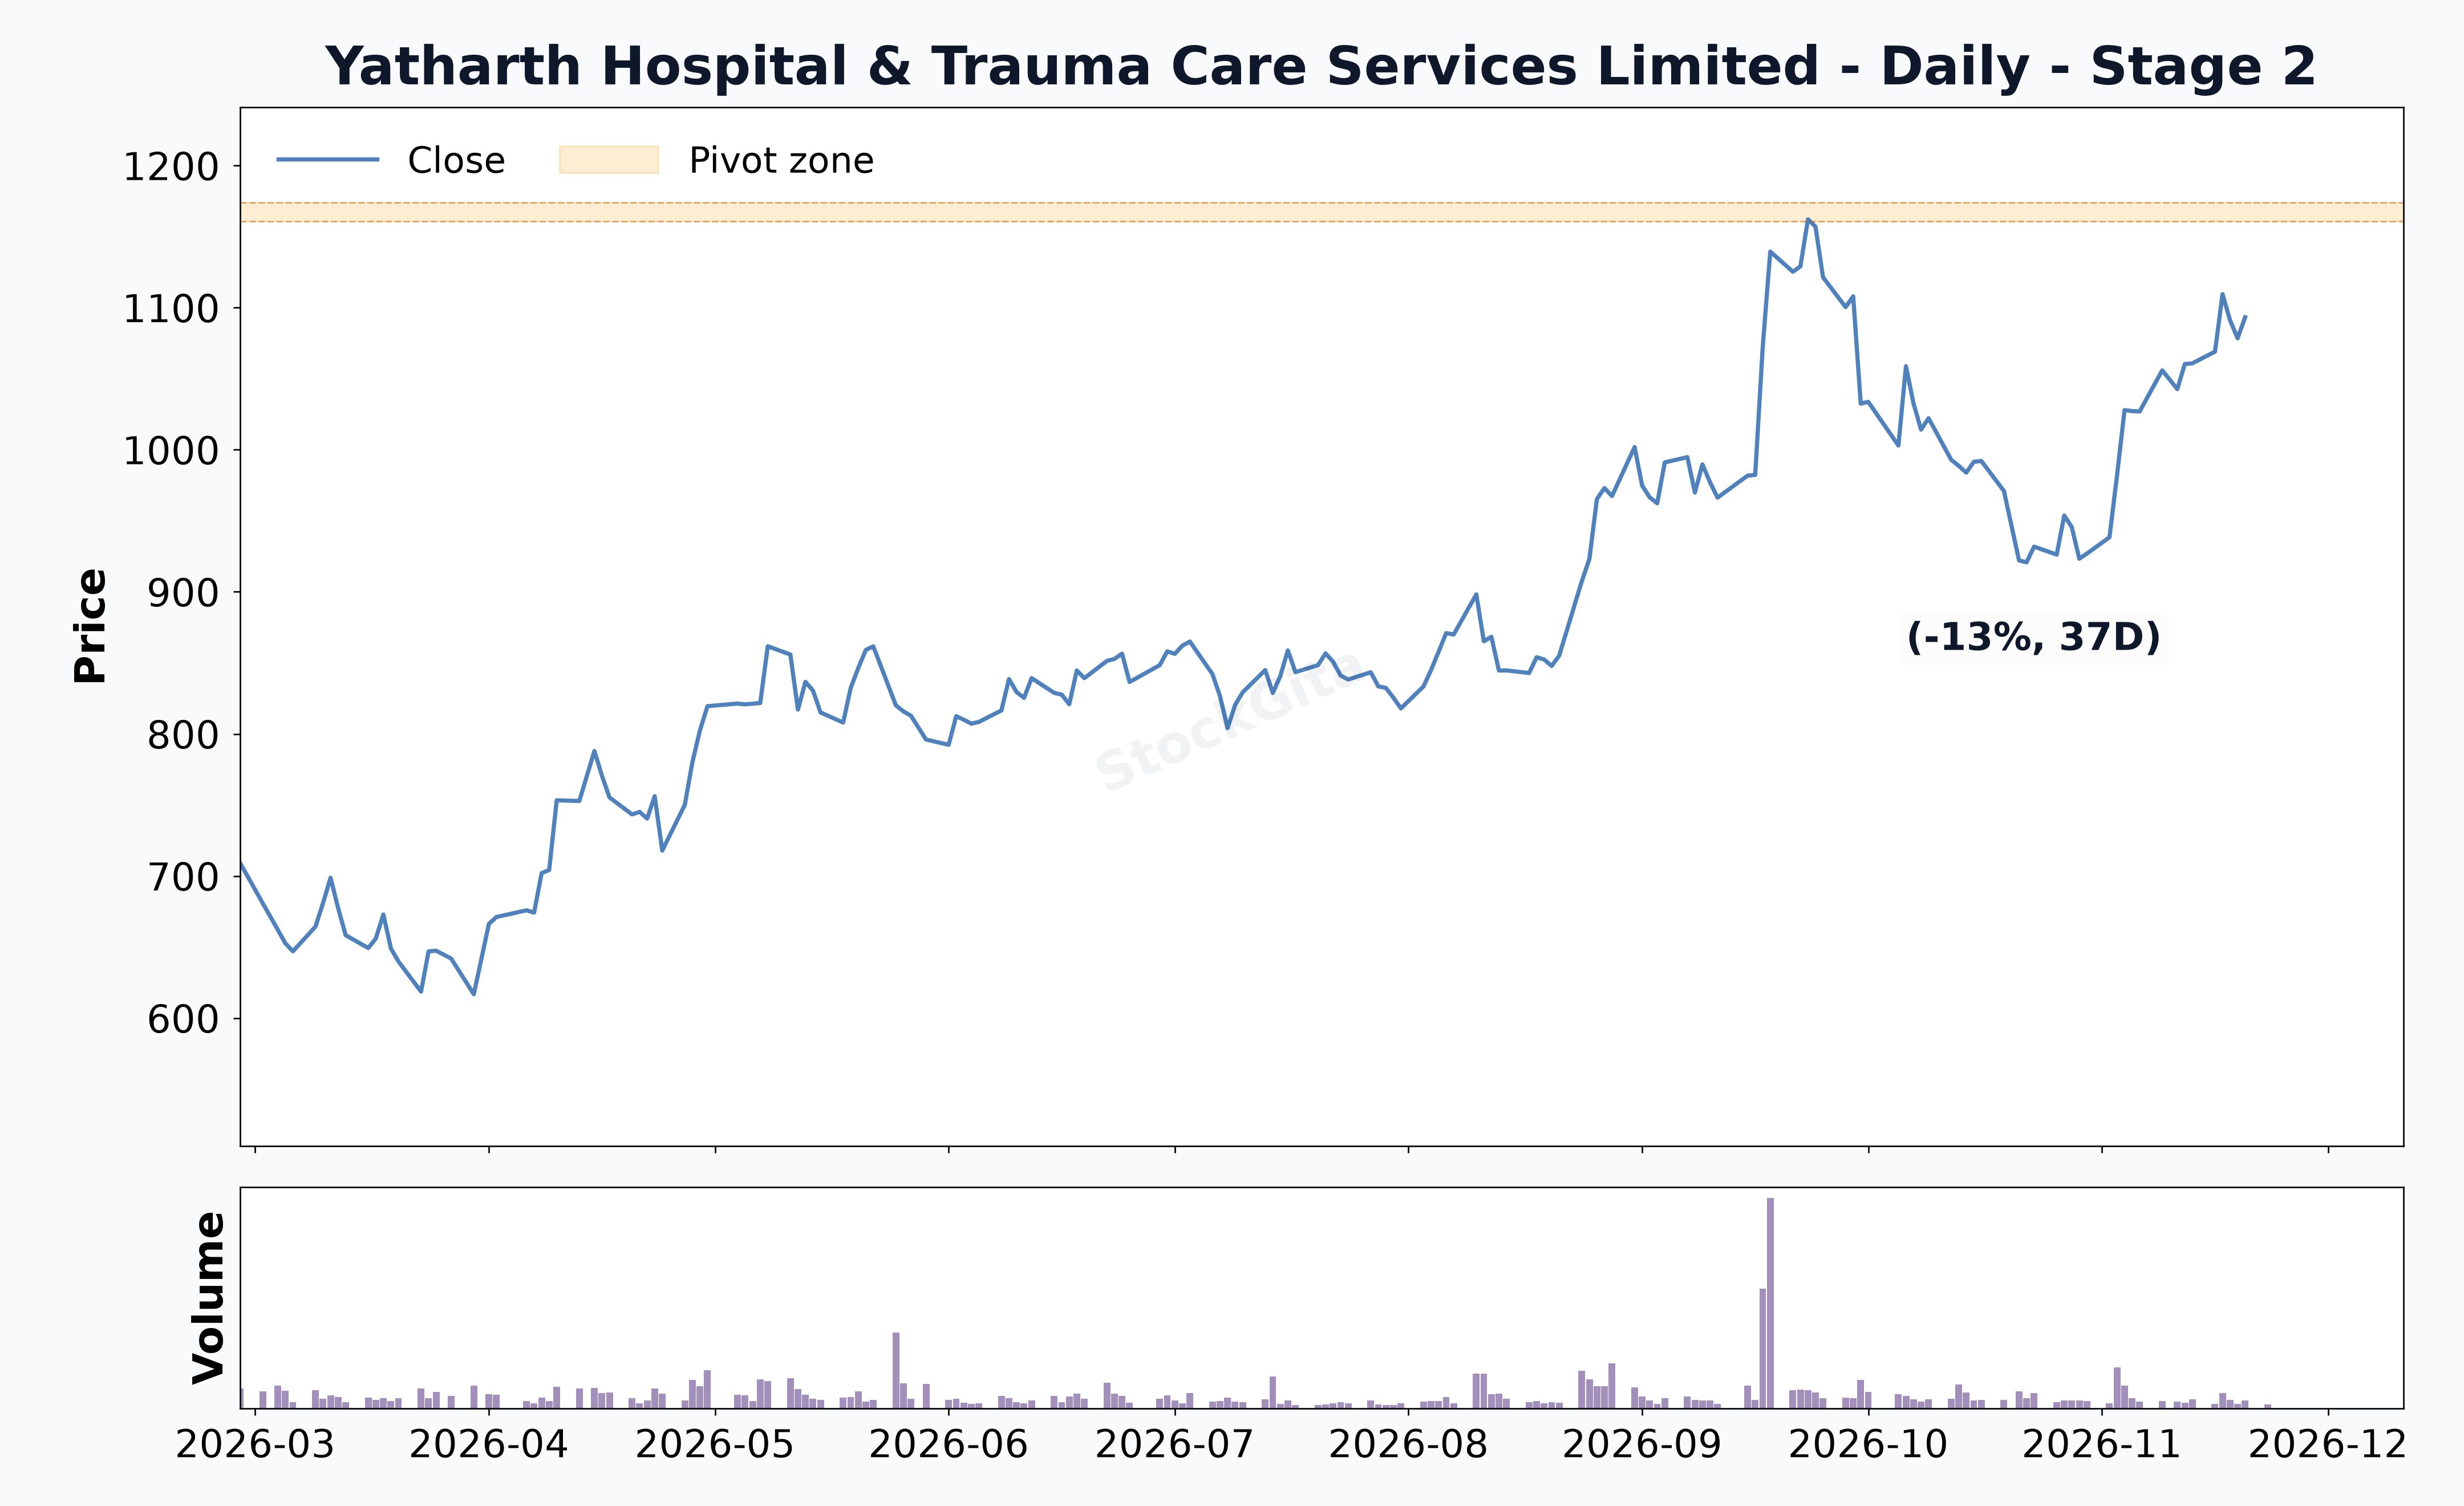 Yatharth Hospital & Trauma Care Services Limited - Daily - Stage 2
Close
Pivot zone
1200
1100
1000
900
800
700
600
Price
(-13%, 37D)
StockGita
Volume
2026-03
2026-04
2026-05
2026-06
2026-07
2026-08
2026-09
2026-10
2026-11
2026-12